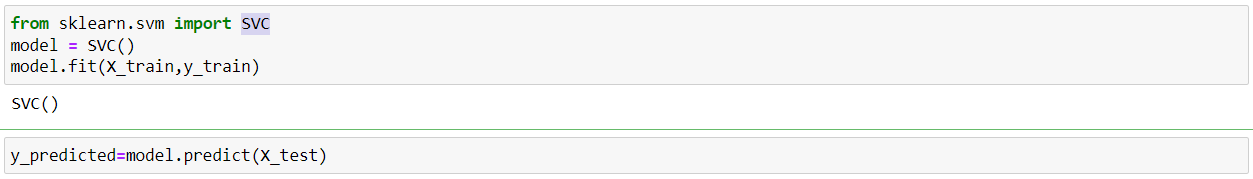 from sklearn.svm import SVC
model = SVC()
model.fit(X_train,y_train)
SVC()
y_predicted=model.predict(X_test)